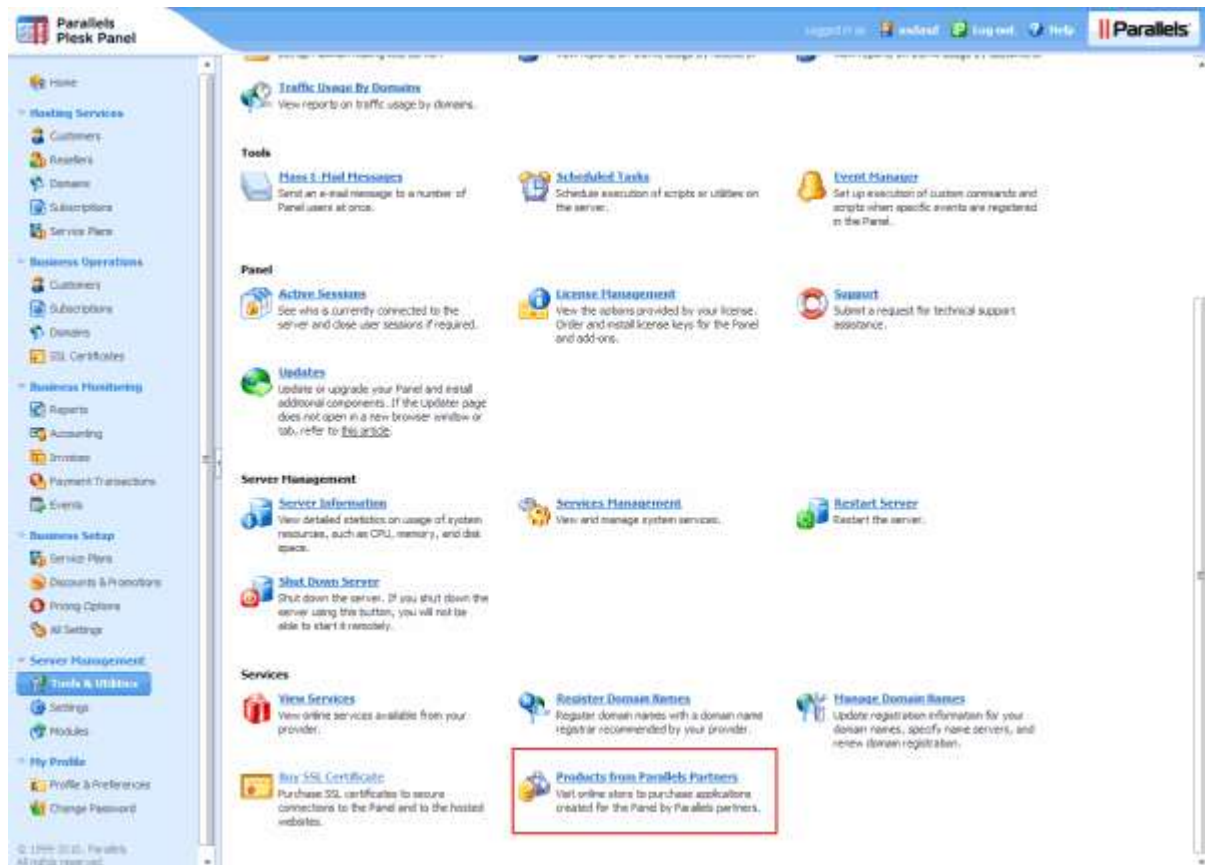 Parallels
Plesk Panel
Logged in as
Log out
Help
Parallels
Home
Hosting Services
Customers
Resellers
Domains
Subscriptions
Service Plans
Business Operations
Customers
Subscriptions
Domains
SSL Certificates
Business Monitoring
Reports
Accounting
Invoices
Payment Transactions
Events
Business Setup
Service Plans
Discounts & Promotions
Pricing Options
All Settings
Server Management
Tools & Utilities
Settings
Modules
My Profile
Profile & Preferences
Change Password
© 1999-2010, Parallels
All rights reserved
Traffic Usage By Domains
View reports on traffic usage by domains.
Tools
Mass E-Mail Messages
Send an e-mail message to a number of
Panel users at once.
Scheduled Tasks
Schedule execution of scripts or utilities on
the server.
Event Manager
Set up execution of custom commands and
scripts when specific events are registered
in the Panel.
Panel
Active Sessions
See who is currently connected to the
server and close user sessions if required.
License Management
View the options provided by your license.
Order and install license keys for the Panel
and add-ons.
Support
Submit a request for technical support
assistance.
Updates
Update or upgrade your Panel and install
additional components. If the Updater page
does not open in a new browser window or
tab, refer to this article.
Server Management
Server Information
View detailed statistics on usage of system
resources, such as CPU, memory, and disk
space.
Services Management
View and manage system services.
Restart Server
Restart the server.
Shut Down Server
Shut down the server. If you shut down the
server using this button, you will not be
able to start it remotely.
Services
View Services
View online services available from your
provider.
Register Domain Names
Register domain names with a domain name
registrar recommended by your provider.
Manage Domain Names
Update registration information for your
domain names, specify name servers, and
renew domain registration.
Buy SSL Certificate
Purchase SSL certificates to secure
connections to the Panel and to the hosted
websites.
Products from Parallels Partners
Visit online store to purchase applications
created for the Panel by Parallels partners.